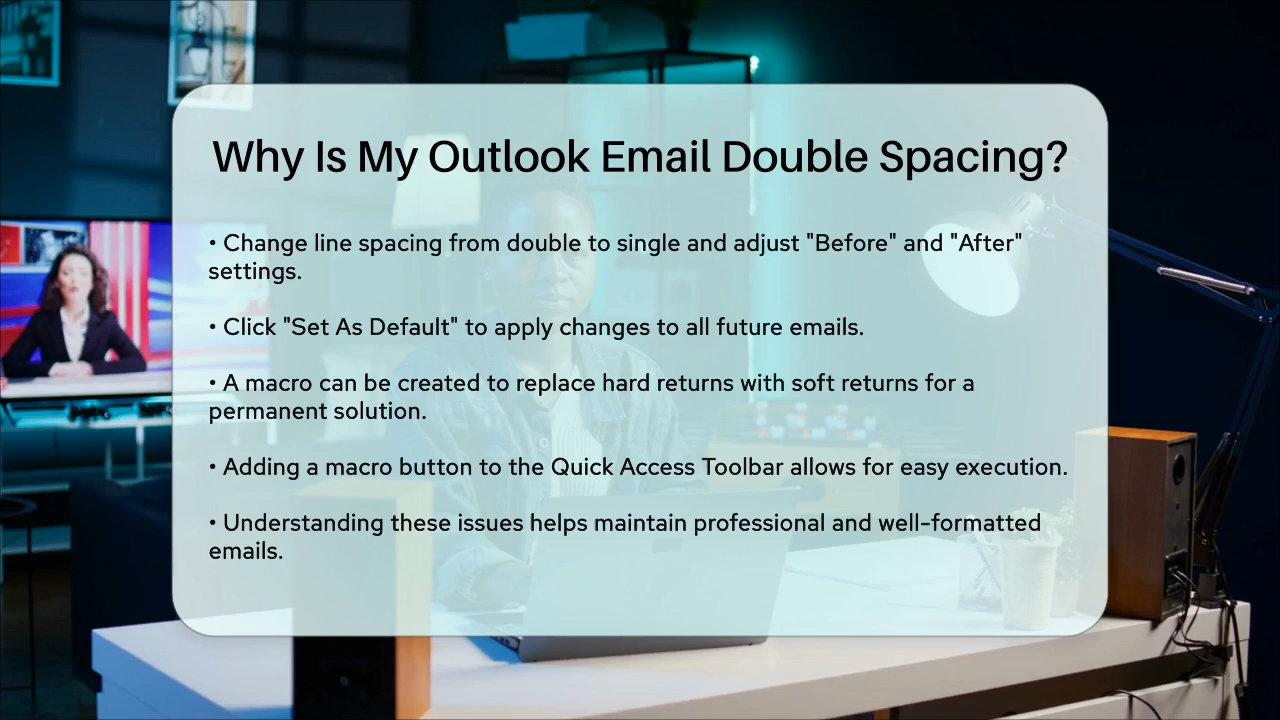 Why Is My Outlook Email Double Spacing?
• Change line spacing from double to single and adjust "Before" and "After"
settings.
• Click "Set As Default" to apply changes to all future emails.
• A macro can be created to replace hard returns with soft returns for a
permanent solution.
• Adding a macro button to the Quick Access Toolbar allows for easy execution.
• Understanding these issues helps maintain professional and well-formatted
emails.